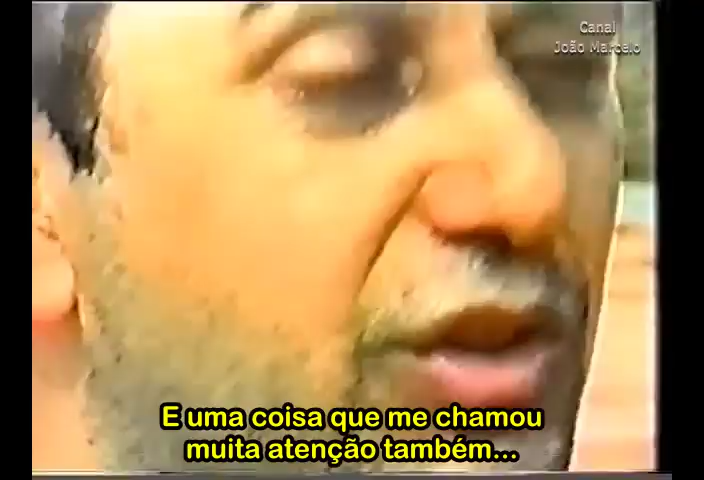 Canal
João Marcelo
E uma coisa que me chamou
muita atenção também...